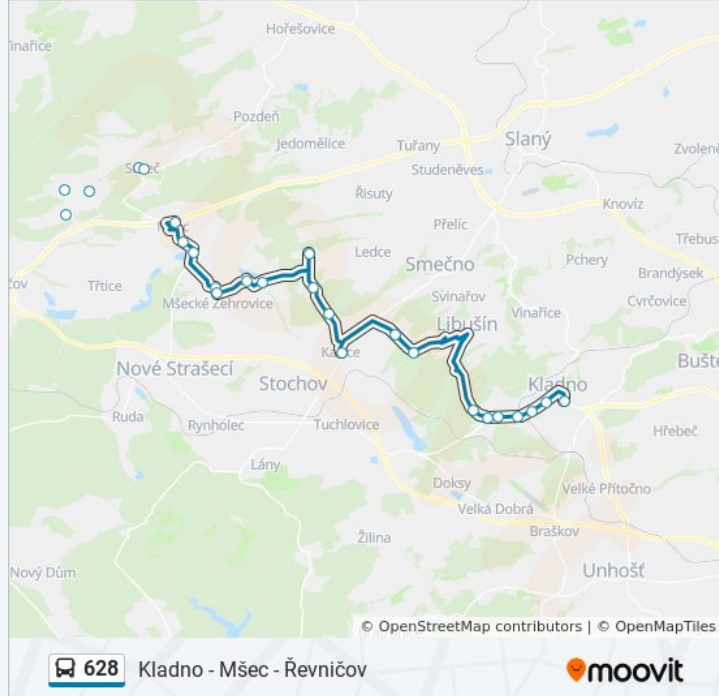 Hořešovice
Vinařice
Pozdeň
Jedomělice
Tuřany
Slaný
Studeněves
Zvoleně
Řisuty
Knovíz
Přelíc
Třebus
Ledce
Pchery
Smečno
Brandýsek
Třtice
Svinařov
Cvrčovice
Mšecké Žehrovice
Vinařice
Libušín
Nové Strašecí
Kladno
Buště
Stochov
Ruda
Rynholec
Tuchlovice
Hřebeč
Lány
Doksy
Velké Přítočno
Velká Dobrá
Braškov
Žilina
Nový Dům
Unhošť
© OpenStreetMap contributors | © OpenMapTiles
628 Kladno - Mšec - Řevničov
moovit